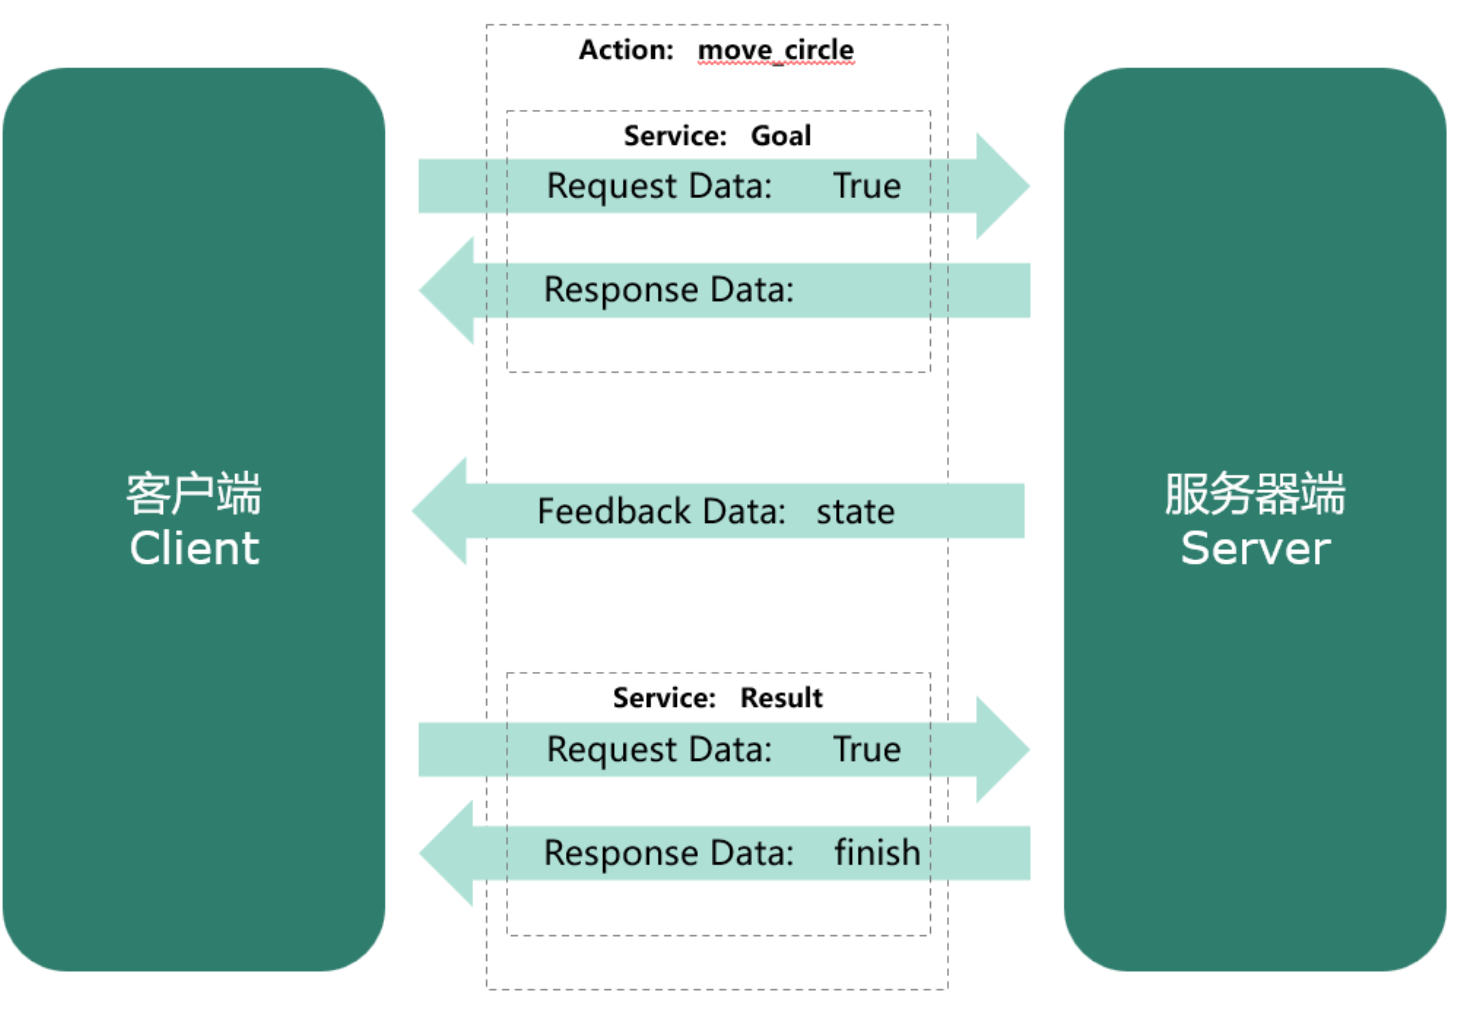 Action: move_circle
Service: Goal
Request Data: True
Response Data:
客户端
Client
Feedback Data: state
服务器端
Server
Service: Result
Request Data: True
Response Data: finish